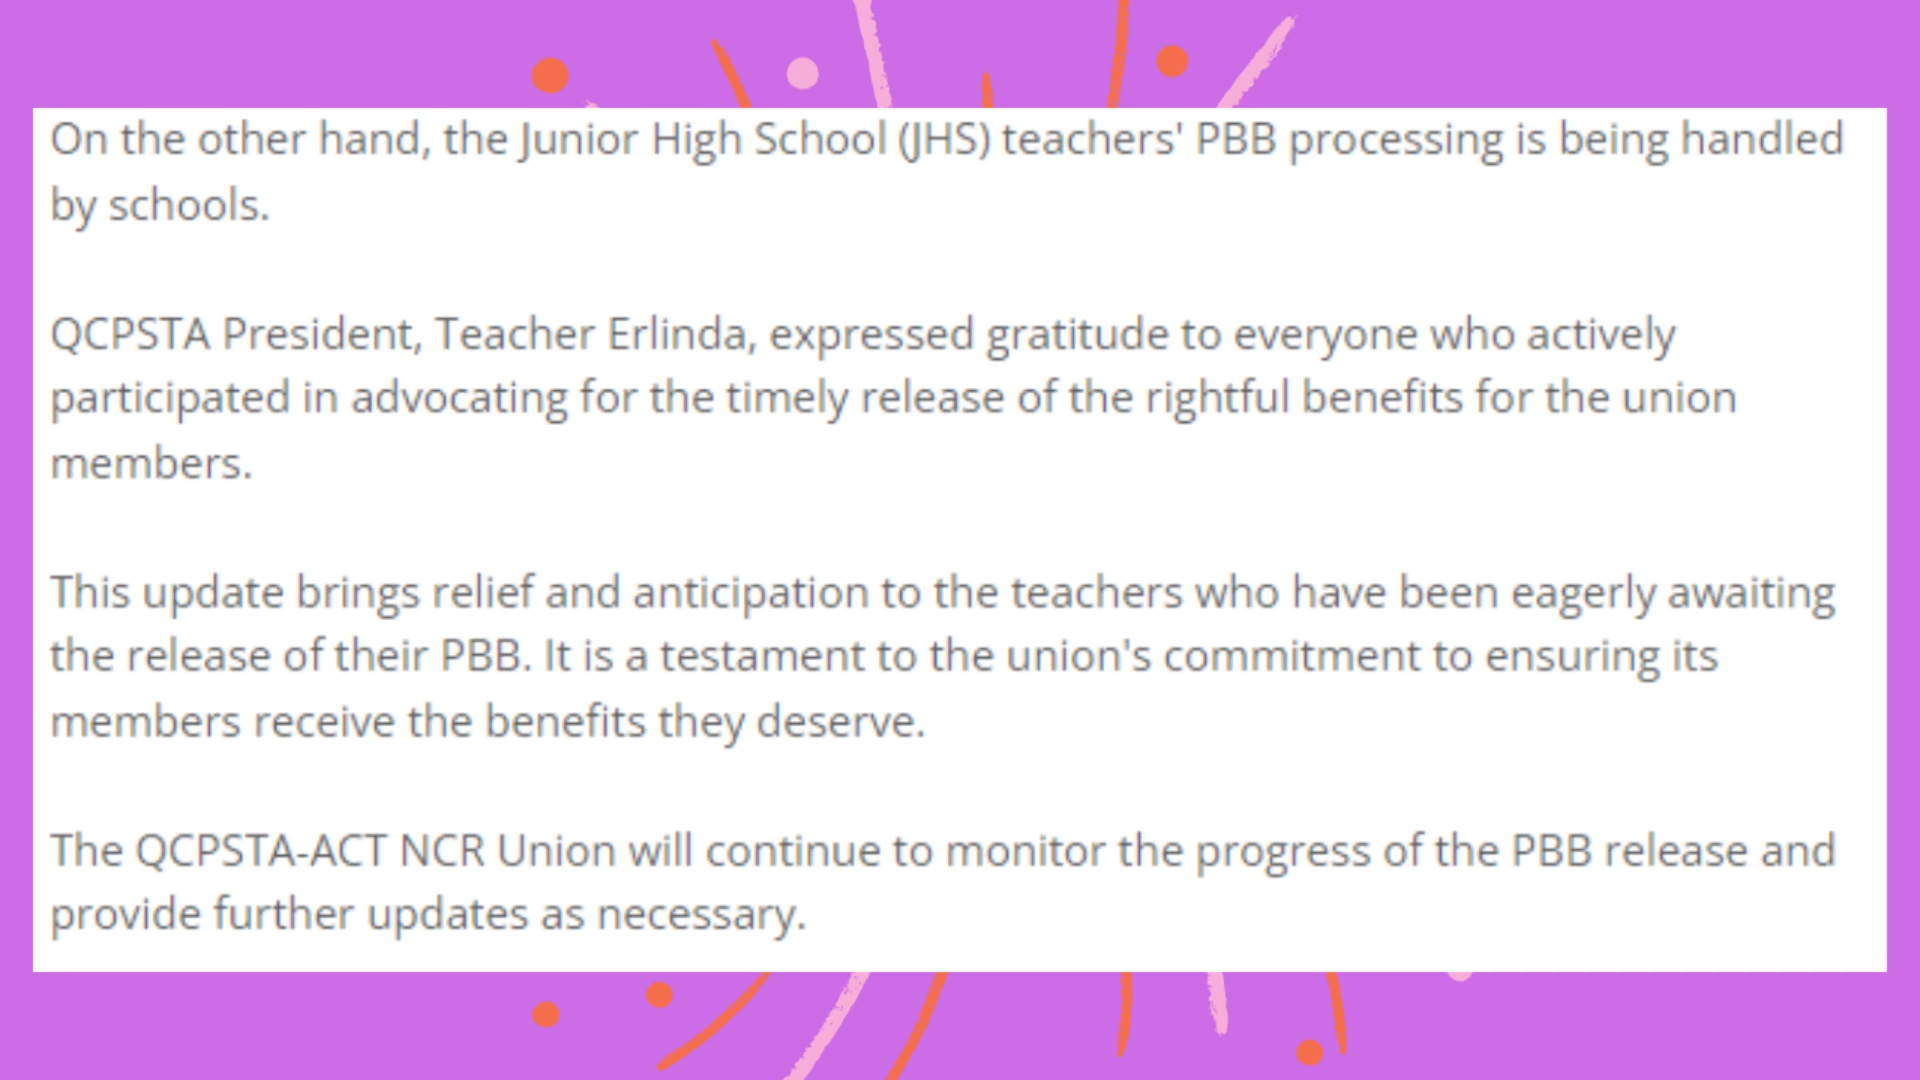 On the other hand, the Junior High School (JHS) teachers' PBB processing is being handled
by schools.
QCPSTA President, Teacher Erlinda, expressed gratitude to everyone who actively
participated in advocating for the timely release of the rightful benefits for the union
members.
This update brings relief and anticipation to the teachers who have been eagerly awaiting
the release of their PBB. It is a testament to the union's commitment to ensuring its
members receive the benefits they deserve.
The QCPSTA-ACT NCR Union will continue to monitor the progress of the PBB release and
provide further updates as necessary.